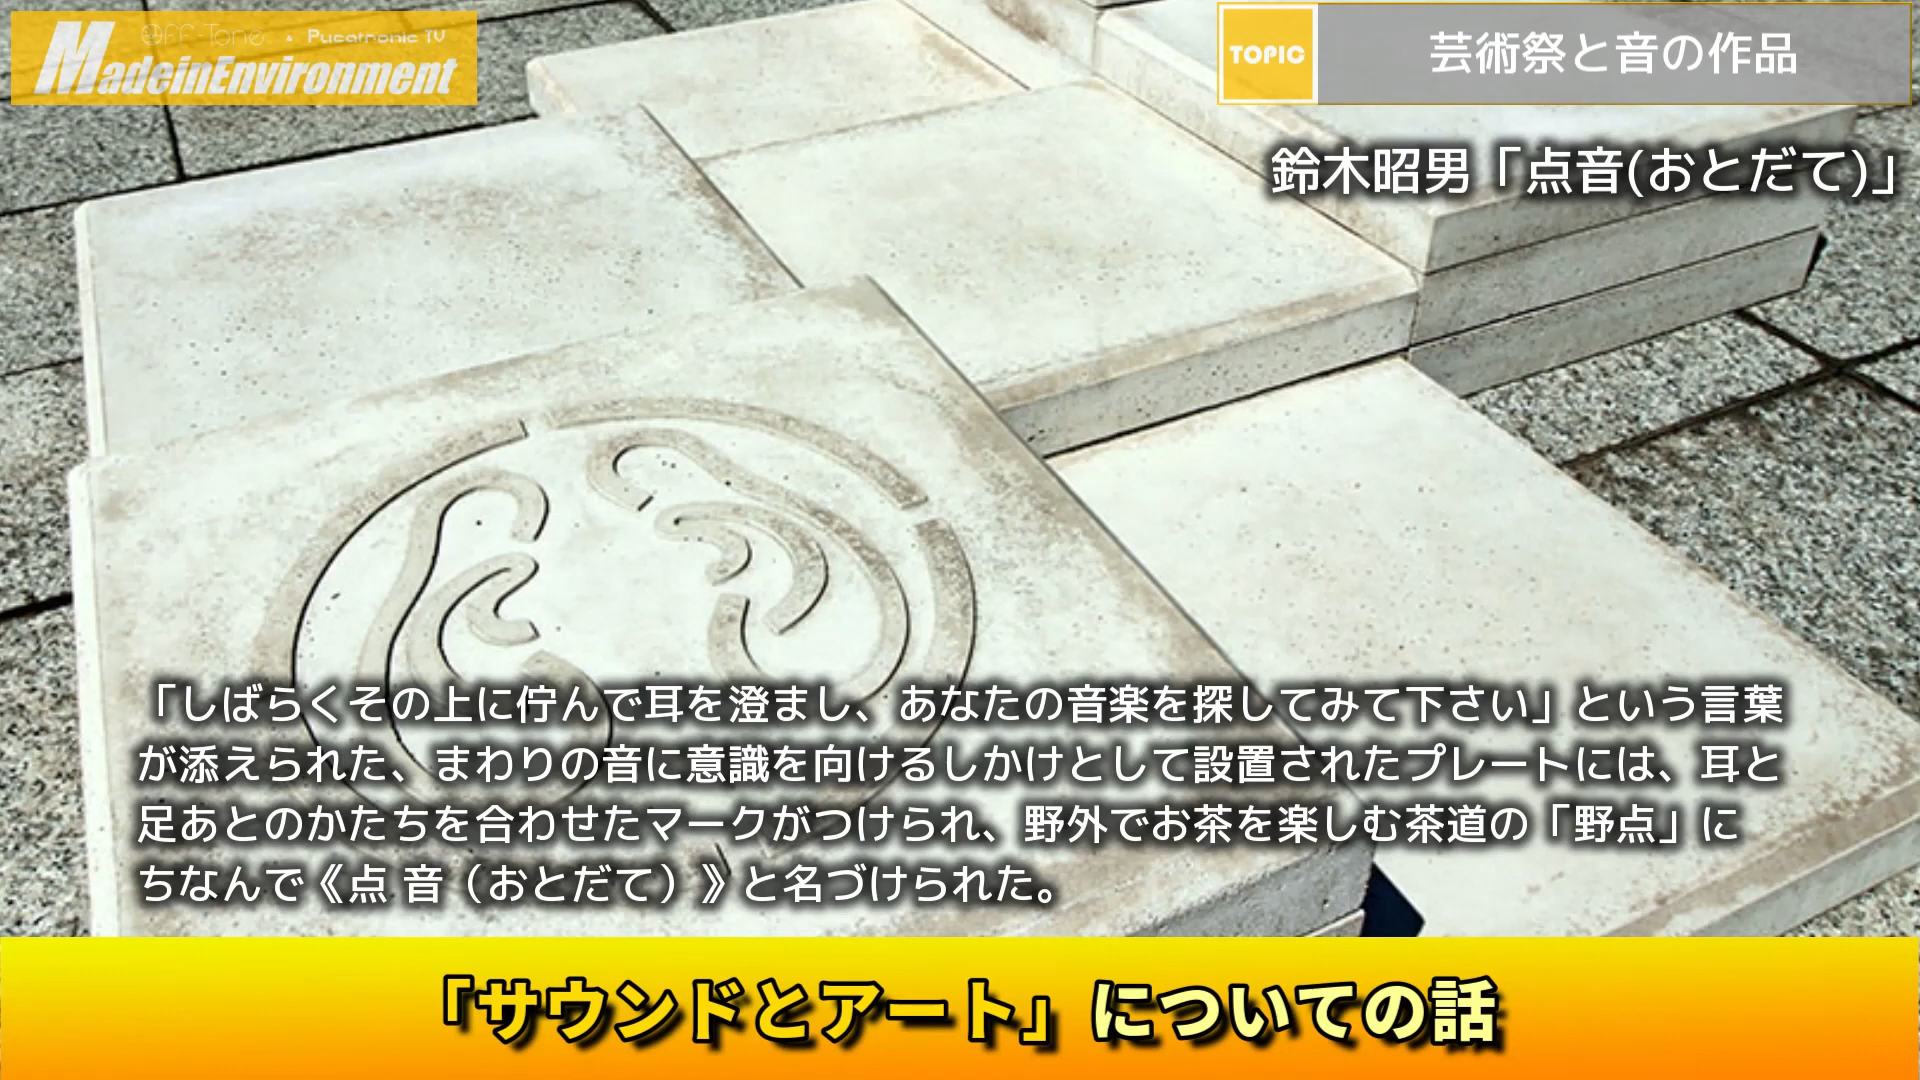 Off-Tone × Pucatronic TV
MadeinEnvironment
TOPIC
芸術祭と音の作品
鈴木昭男「点音(おとだて)」
「しばらくその上に佇んで耳を澄まし、あなたの音楽を探してみて下さい」という言葉
が添えられた、まわりの音に意識を向けるしかけとして設置されたプレートには、耳と
足あとのかたちを合わせたマークがつけられ、野外でお茶を楽しむ茶道の「野点」に
ちなんで《点 音（おとだて）》と名づけられた。
「サウンドとアート」についての話